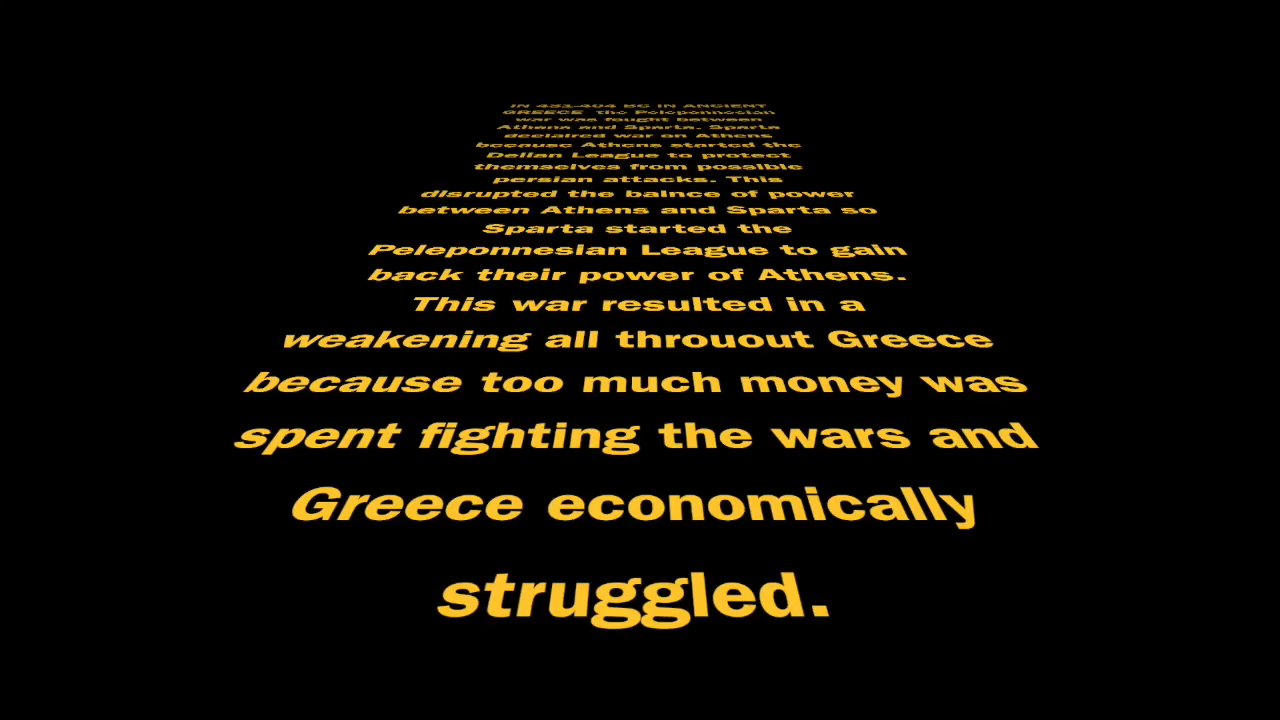 IN 431-404 BC IN ANCIENT
GREECE the Peloponnesian
war was fought between
Athens and Sparta. Sparta
declaired war on Athens
because Athens started the
Delian League to protect
themselves from possible
persian attacks. This
disrupted the balnce of power
between Athens and Sparta so
Sparta started the
Peleponnesian League to gain
back their power of Athens.
This war resulted in a
weakening all throuout Greece
because too much money was
spent fighting the wars and
Greece economically
struggled.